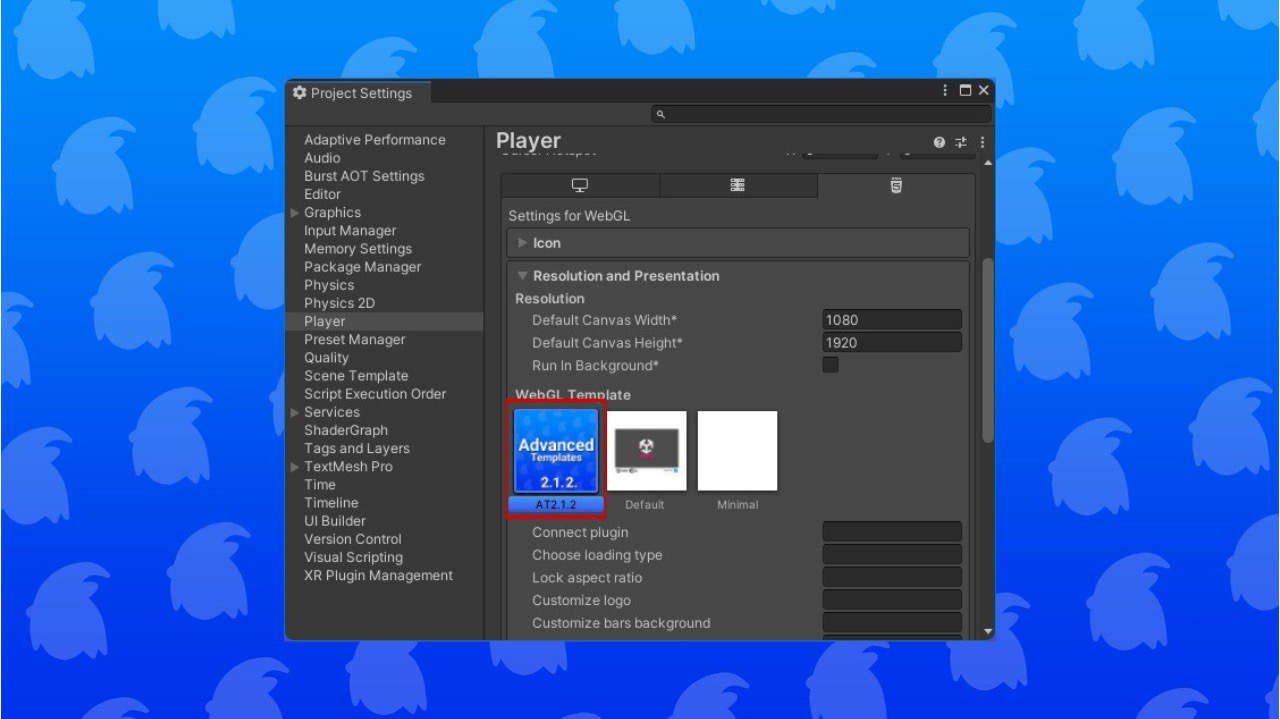 Project Settings
Adaptive Performance
Audio
Burst AOT Settings
Editor
Graphics
Input Manager
Memory Settings
Package Manager
Physics
Physics 2D
Player
Preset Manager
Quality
Scene Template
Script Execution Order
Services
ShaderGraph
Tags and Layers
TextMesh Pro
Time
Timeline
UI Builder
Version Control
Visual Scripting
XR Plugin Management
Player
Settings for WebGL
Icon
Resolution and Presentation
Resolution
Default Canvas Width* 1080
Default Canvas Height* 1920
Run In Background*
WebGL Template
Advanced
Templates
2.1.2.
AT2.1.2 Default Minimal
Connect plugin
Choose loading type
Lock aspect ratio
Customize logo
Customize bars background